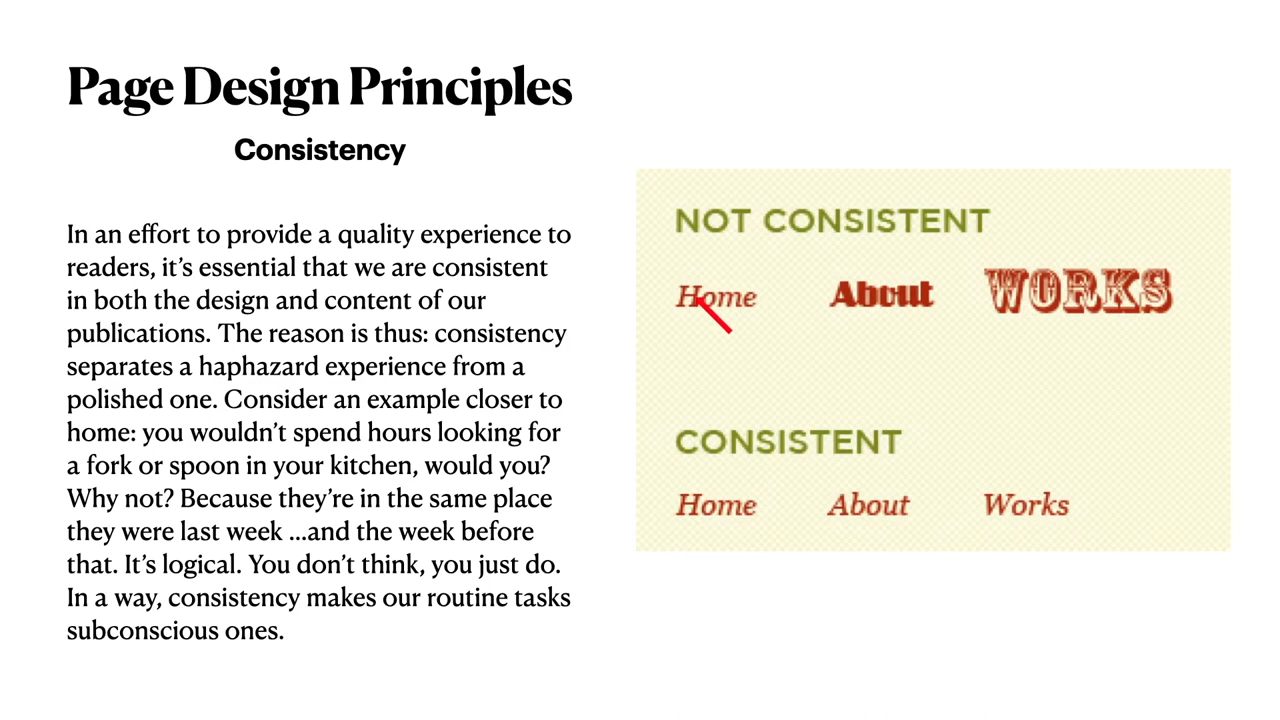 Page Design Principles
Consistency
In an effort to provide a quality experience to
readers, it’s essential that we are consistent
in both the design and content of our
publications. The reason is thus: consistency
separates a haphazard experience from a
polished one. Consider an example closer to
home: you wouldn’t spend hours looking for
a fork or spoon in your kitchen, would you?
Why not? Because they’re in the same place
they were last week ...and the week before
that. It’s logical. You don’t think, you just do.
In a way, consistency makes our routine tasks
subconscious ones.
NOT CONSISTENT
Home About WORKS
CONSISTENT
Home About Works